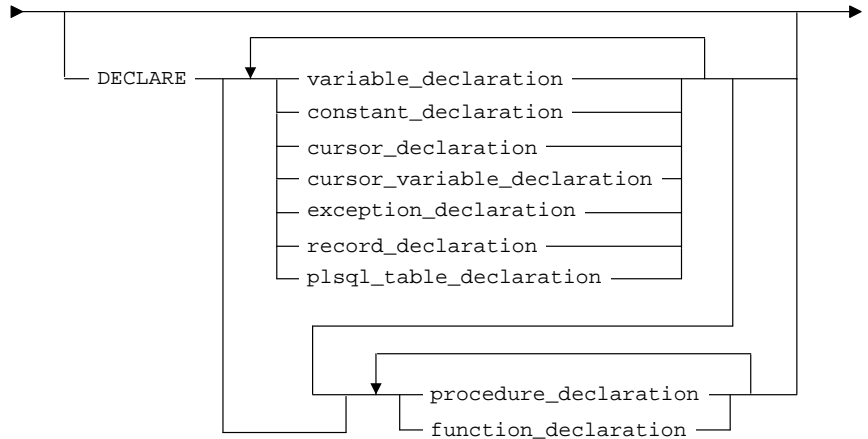 DECLARE
variable_declaration
constant_declaration
cursor_declaration
cursor_variable_declaration
exception_declaration
record_declaration
plsql_table_declaration
procedure_declaration
function_declaration